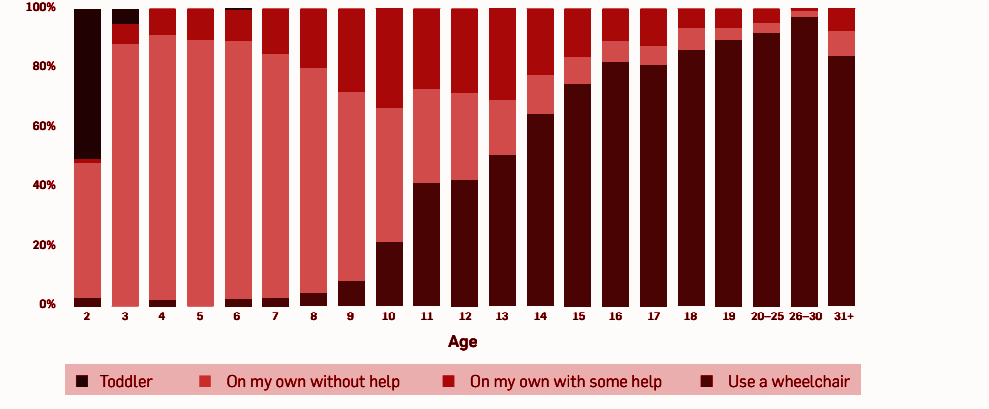 100%
80%
60%
40%
20%
0%
2 3 4 5 6 7 8 9 10 11 12 13 14 15 16 17 18 19 20–25 26–30 31+
Age
Toddler On my own without help On my own with some help Use a wheelchair